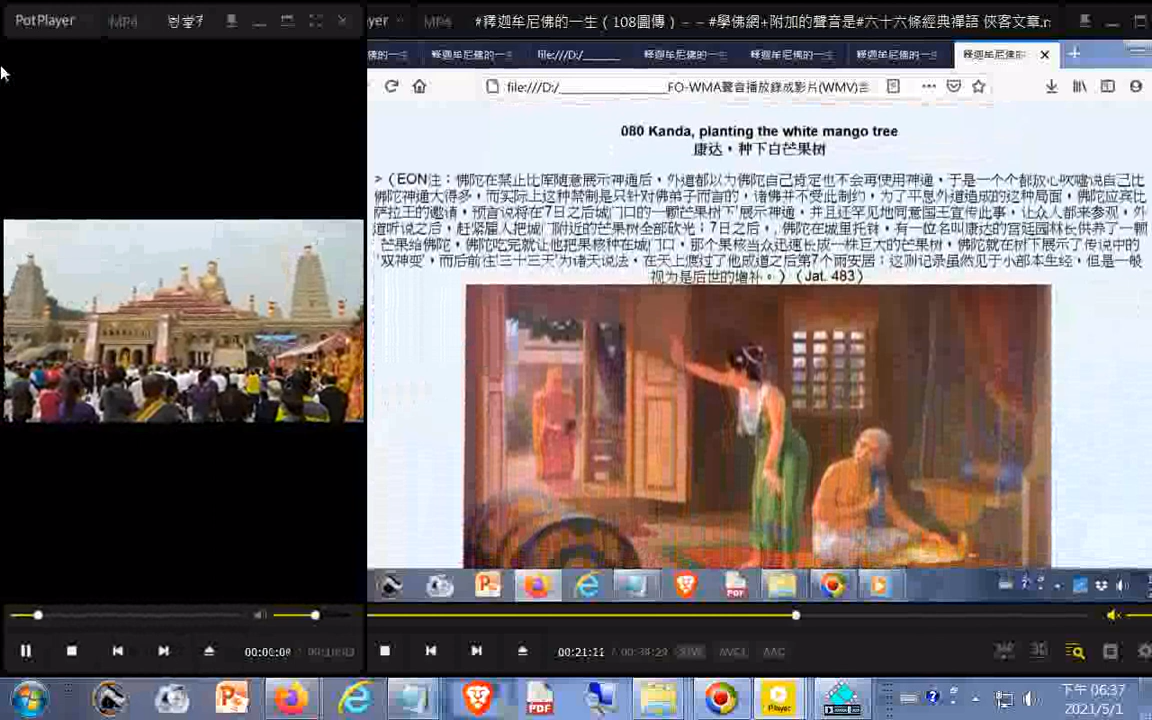 PotPlayer
MP4
#釋迦牟尼佛的一生（108圖傳）－－#學佛網+附加的聲音是#六十六條經典禪語 俠客文章.
ayer
MP4
釋迦牟尼佛的一生
file:///D:/______
釋迦牟尼佛的一生
釋迦牟尼佛的一生
釋迦牟尼佛的一生
釋迦牟尼佛的
file:///D:/
FO-WMA聲音播放錄成影片(WMV)
080 Kanda, planting the white mango tree
康达，种下白芒果树
>（EON注：佛陀在禁止比库随意展示神通后，外道都以为佛陀自己肯定也不会再使用神通，于是一个个都放心吹嘘说自己比
佛陀神通大得多，而实际上这种禁制是只针对佛弟子而言的，诸佛并不受此制约，为了平息外道造成的这种局面，佛陀应宾比
萨拉王的邀请，预言说将在7日之后城门口的一颗芒果树下展示神通，并且还罕见地同意国王宣传此事，让众人都来参观，外
道听说之后，赶紧雇人把城门附近的芒果树全部砍光；7日之后，佛陀在城里托钵，有一位名叫康达的宫廷园林长供养了一颗
芒果给佛陀，佛陀吃完就让他把果核种在城门口，那个果核当众迅速长成一株巨大的芒果树，佛陀就在树下展示了传说中的
'双神变'，而后前往'三十三天'为诸天说法，在天上渡过了他成道之后第7个雨安居；这则记录虽然见于小部本生经，但是一般
视为是后世的增补。）（Jat. 483）
00:21:11
AAC
下午 06:37
2021/5/1
PDF
PDF
Player